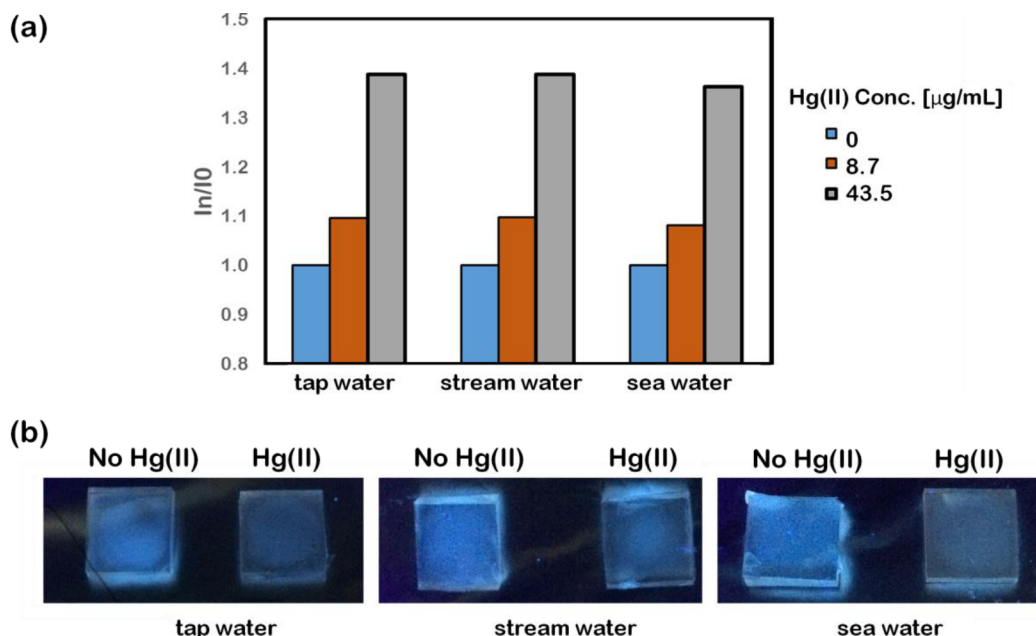 (a)
1.5
1.4
1.3
1.2
1.1
1.0
0.9
0.8
In/I0
tap water stream water sea water
Hg(II) Conc. [µg/mL]
0
8.7
43.5
(b)
No Hg(II) Hg(II) No Hg(II) Hg(II) No Hg(II) Hg(II)
tap water stream water sea water